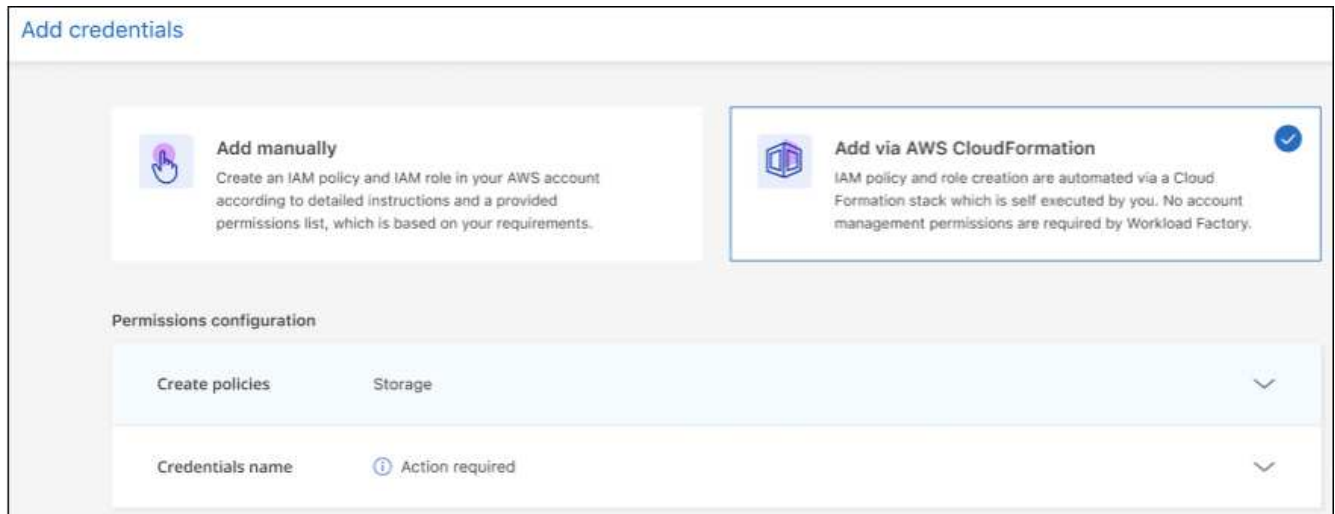 Add credentials
Add manually
Create an IAM policy and IAM role in your AWS account
according to detailed instructions and a provided
permissions list, which is based on your requirements.
Add via AWS CloudFormation
IAM policy and role creation are automated via a Cloud
Formation stack which is self executed by you. No account
management permissions are required by Workload Factory.
Permissions configuration
Create policies Storage
Credentials name Action required